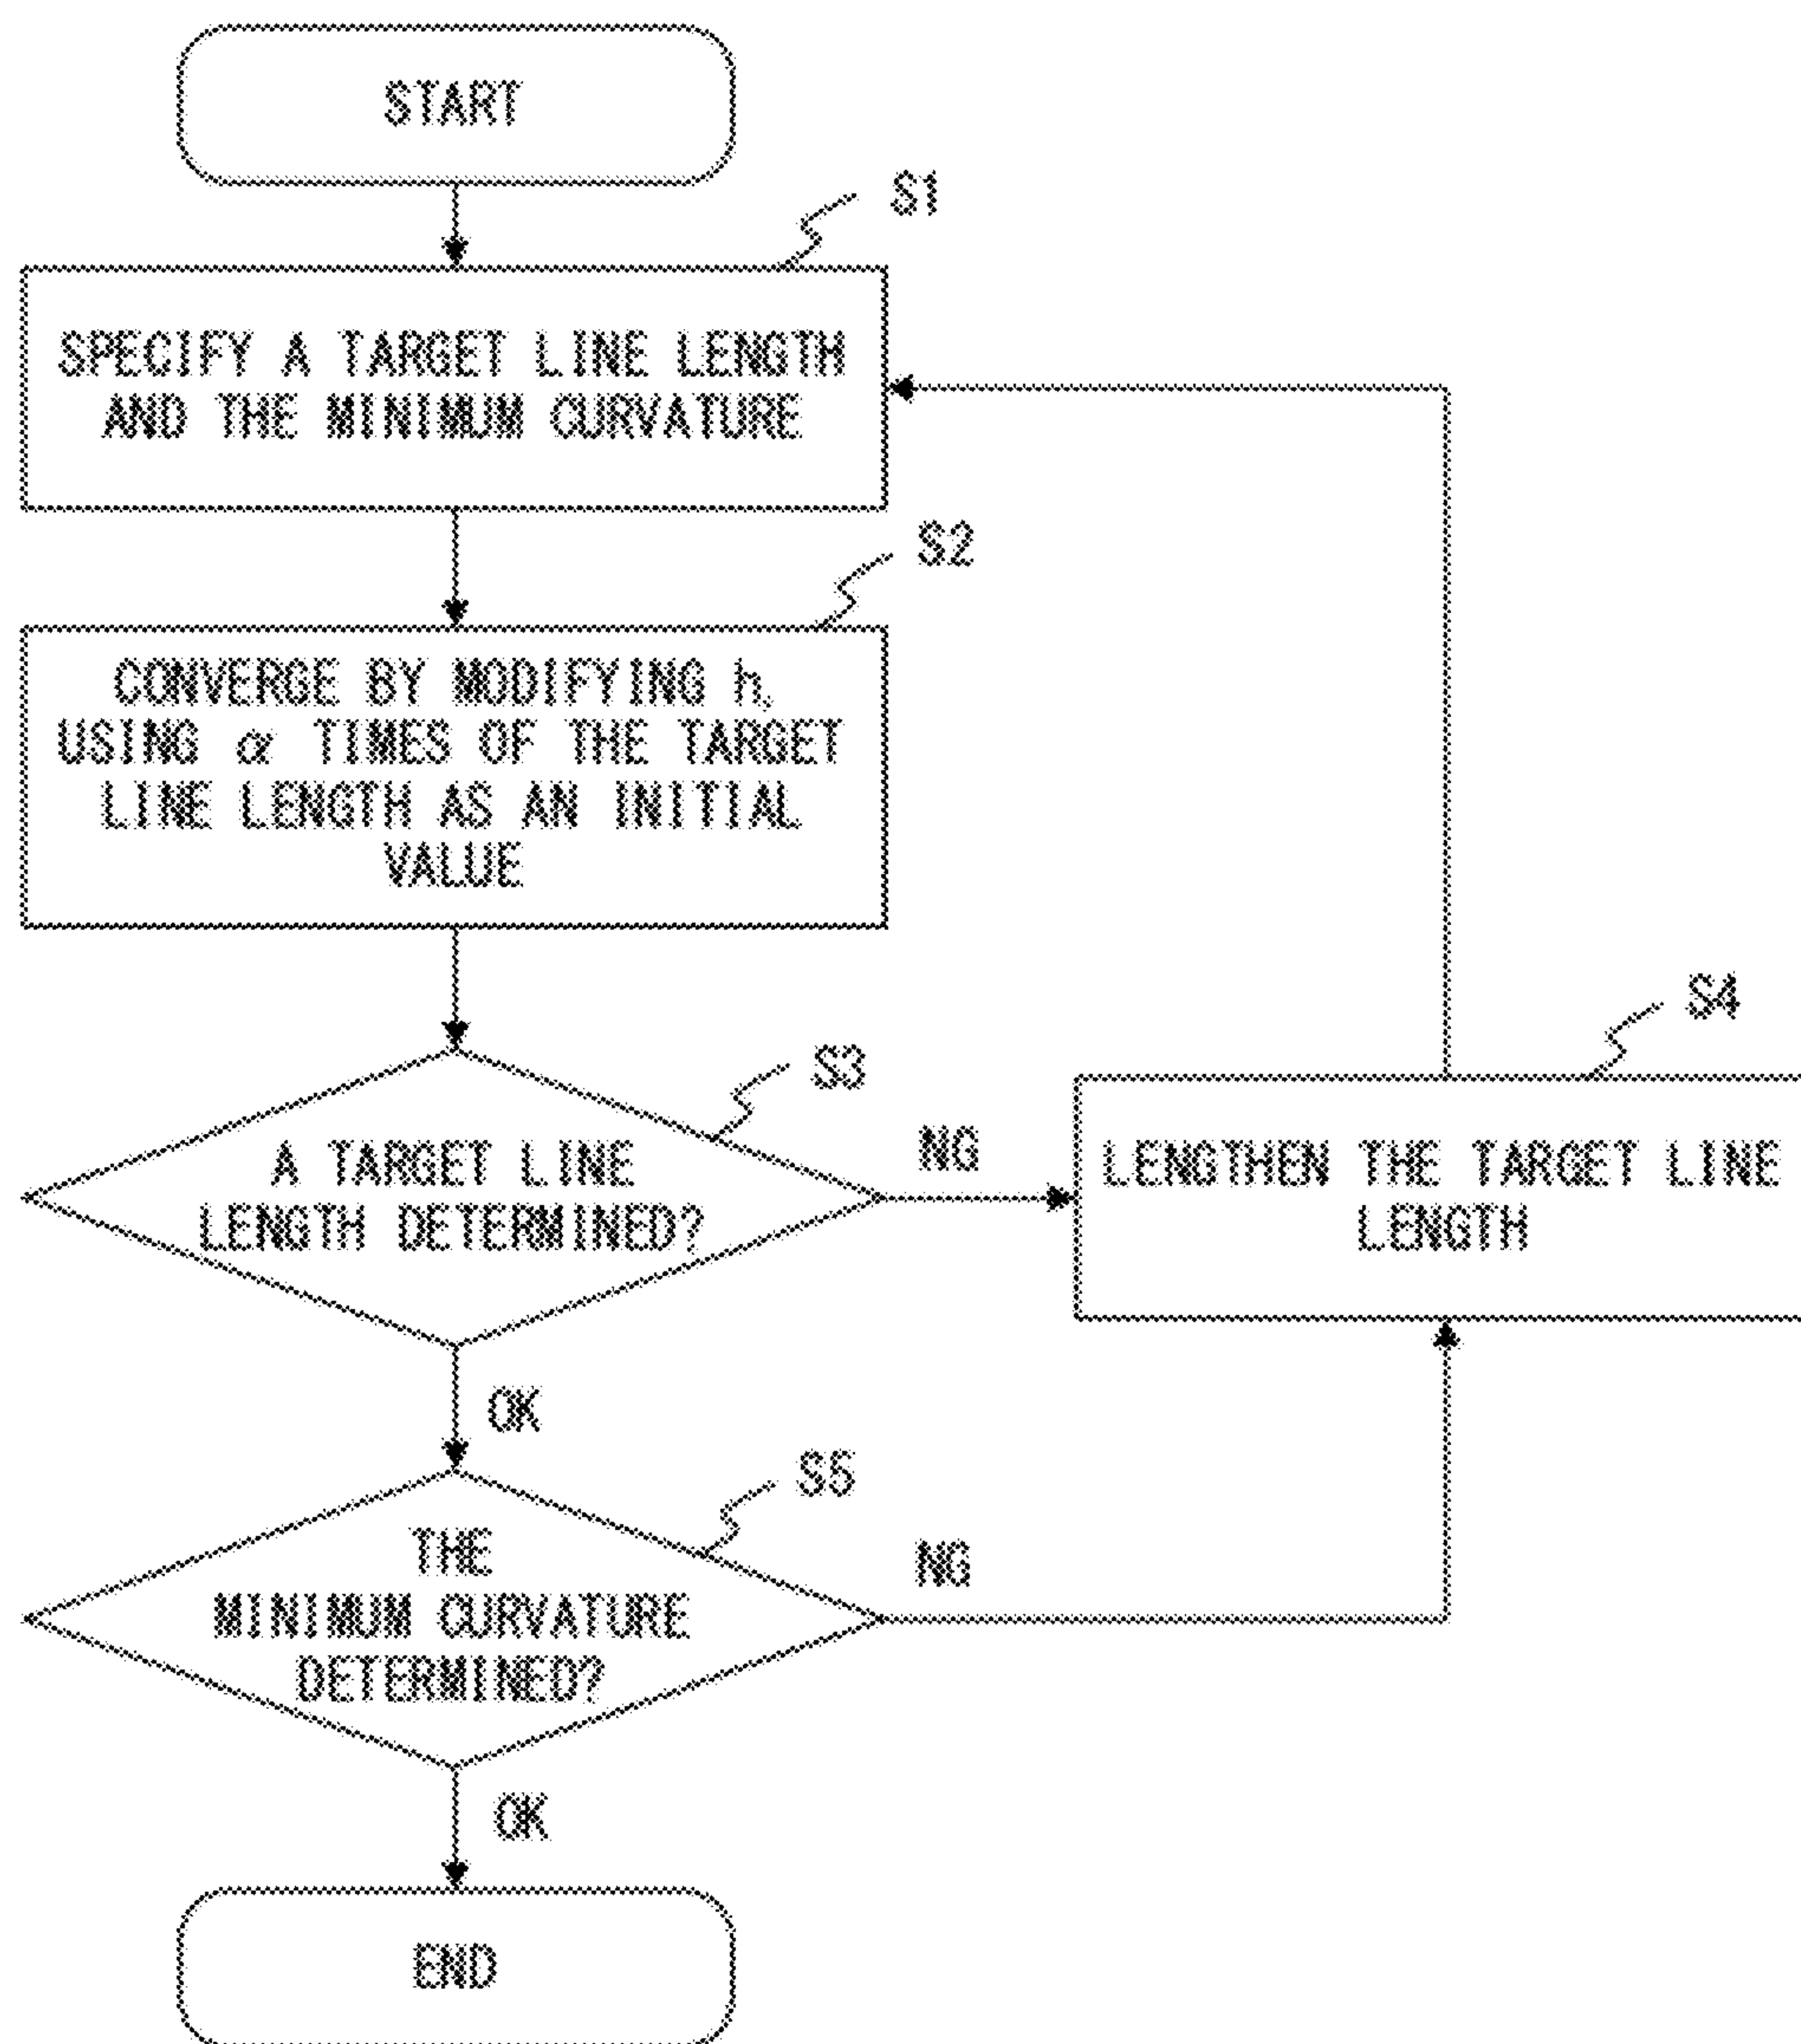 START
S1
SPECIFY A TARGET LINE LENGTH
AND THE MINIMUM CURVATURE
S2
CONVERGE BY MODIFYING h,
USING α TIMES OF THE TARGET
LINE LENGTH AS AN INITIAL
VALUE
S3
A TARGET LINE
LENGTH DETERMINED?
NG
S4
LENGTHEN THE TARGET LINE
LENGTH
OK
S5
THE
MINIMUM CURVATURE
DETERMINED?
NG
OK
END